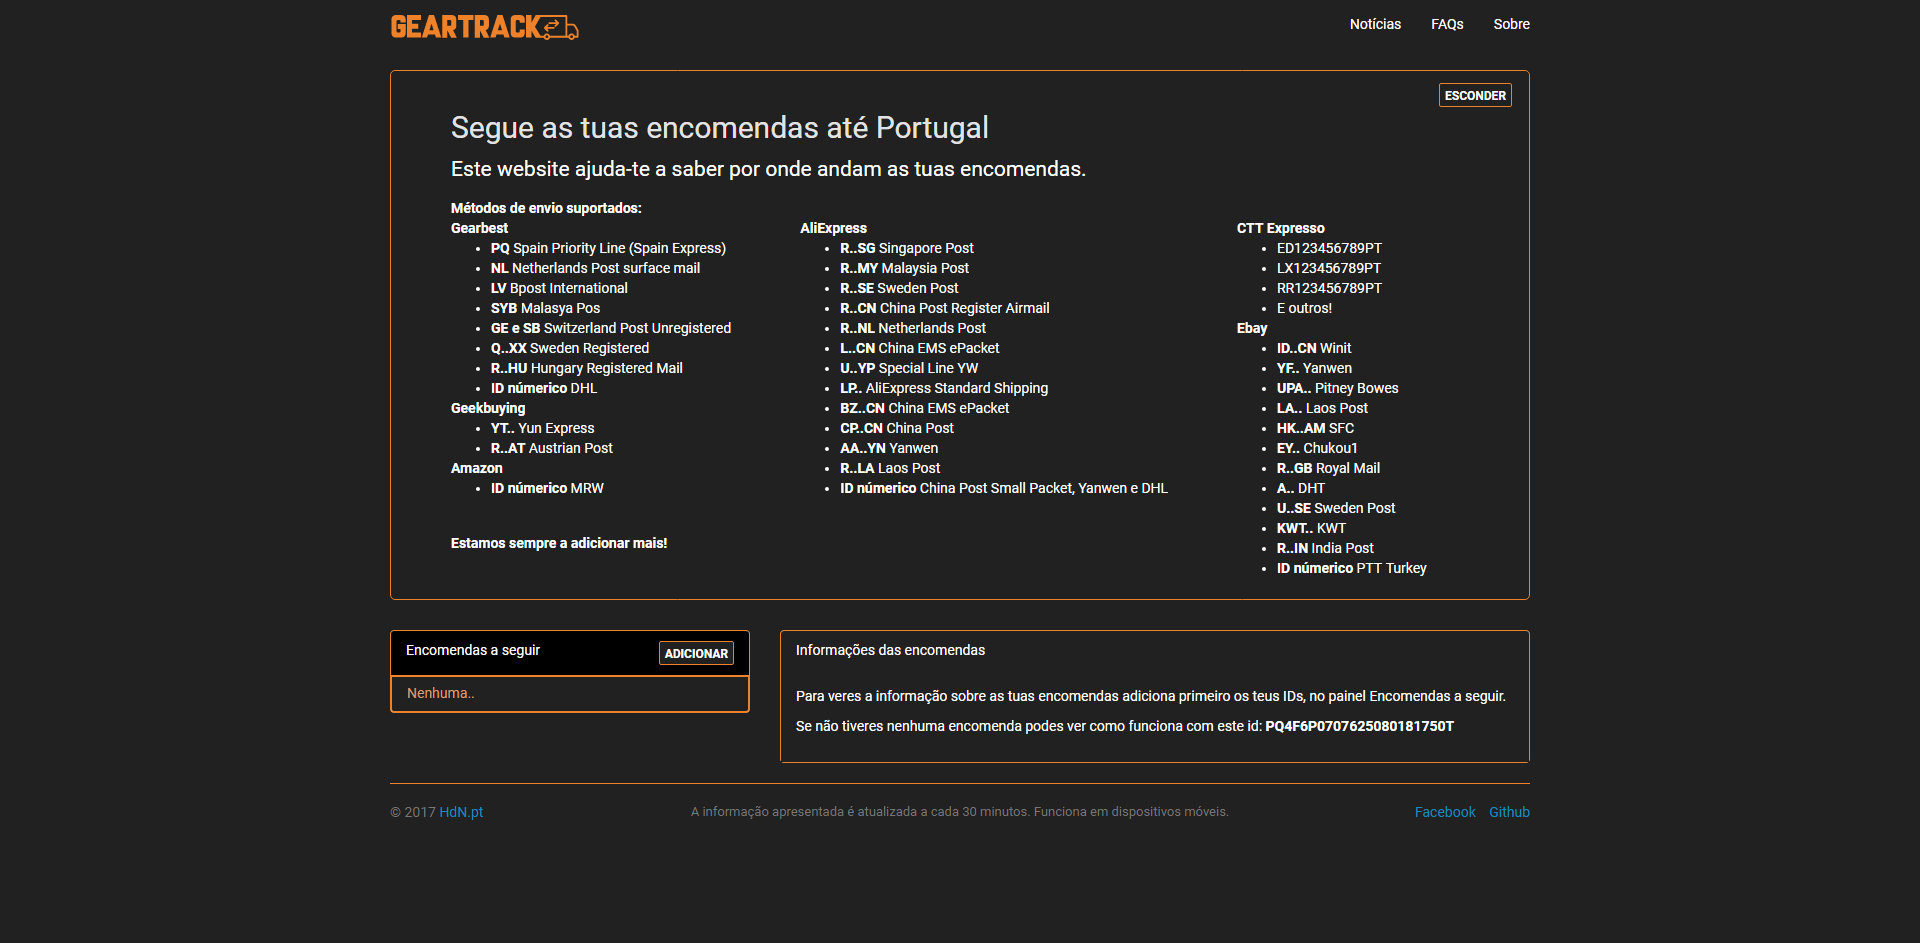 GEARTRACK
Notícias FAQs Sobre
ESCONDER
Segue as tuas encomendas até Portugal
Este website ajuda-te a saber por onde andam as tuas encomendas.
Métodos de envio suportados:
Gearbest
PQ Spain Priority Line (Spain Express)
NL Netherlands Post surface mail
LV Bpost International
SYB Malasya Pos
GE e SB Switzerland Post Unregistered
Q..XX Sweden Registered
R..HU Hungary Registered Mail
ID númerico DHL
Geekbuying
YT.. Yun Express
R..AT Austrian Post
Amazon
ID númerico MRW
Estamos sempre a adicionar mais!
AliExpress
R..SG Singapore Post
R..MY Malaysia Post
R..SE Sweden Post
R..CN China Post Register Airmail
R..NL Netherlands Post
L..CN China EMS ePacket
U..YP Special Line YW
LP.. AliExpress Standard Shipping
BZ..CN China EMS ePacket
CP..CN China Post
AA..YN Yanwen
R..LA Laos Post
ID númerico China Post Small Packet, Yanwen e DHL
CTT Expresso
ED123456789PT
LX123456789PT
RR123456789PT
E outros!
Ebay
ID..CN Winit
YF.. Yanwen
UPA.. Pitney Bowes
LA.. Laos Post
HK..AM SFC
EY.. Chukou1
R..GB Royal Mail
A.. DHT
U..SE Sweden Post
KWT.. KWT
R..IN India Post
ID númerico PTT Turkey
Encomendas a seguir
ADICIONAR
Nenhuma..
Informações das encomendas
Para veres a informação sobre as tuas encomendas adiciona primeiro os teus IDs, no painel Encomendas a seguir.
Se não tiveres nenhuma encomenda podes ver como funciona com este id: PQ4F6P0707625080181750T
© 2017 HdN.pt
A informação apresentada é atualizada a cada 30 minutos. Funciona em dispositivos móveis.
Facebook Github